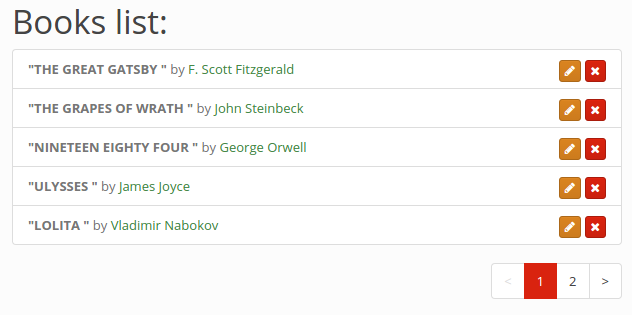 Books list:
"THE GREAT GATSBY " by F. Scott Fitzgerald
"THE GRAPES OF WRATH " by John Steinbeck
"NINETEEN EIGHTY FOUR " by George Orwell
"ULYSSES " by James Joyce
"LOLITA " by Vladimir Nabokov
< 1 2 >